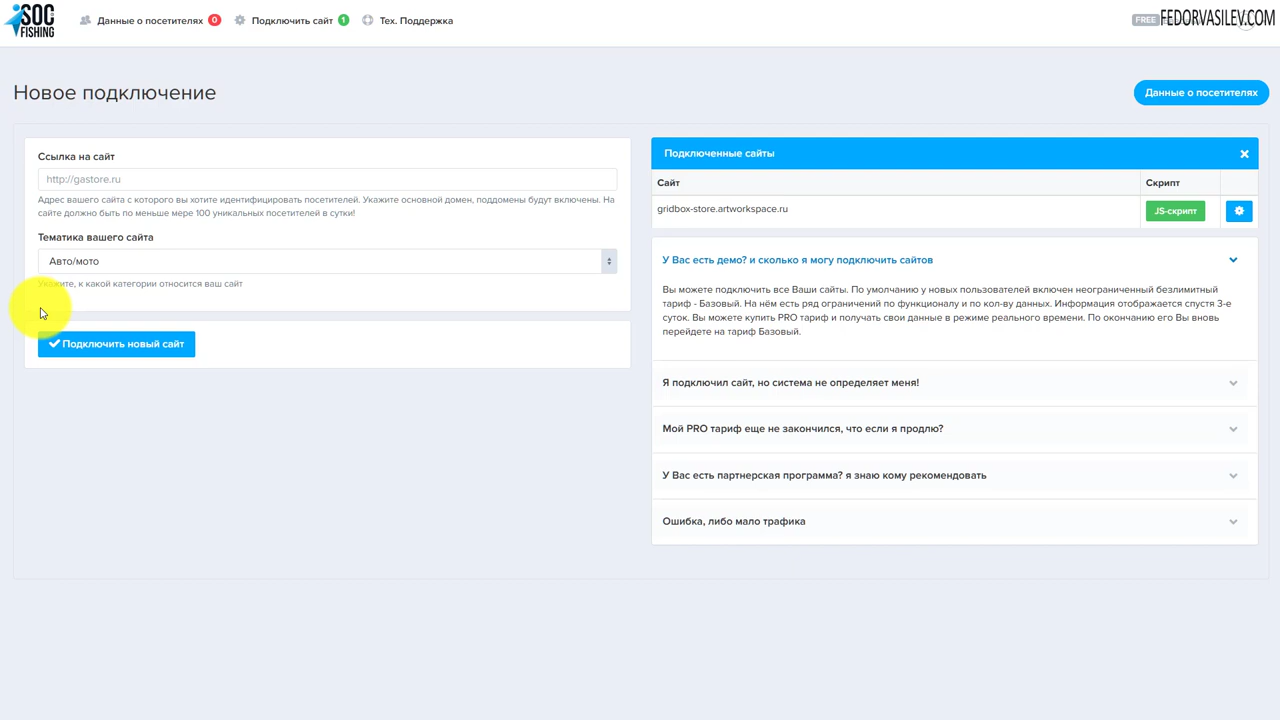 SOC
FISHING
Данные о посетителях 0
Подключить сайт 1
Тех. Поддержка
FREE
FEDORVASILEV.COM
Новое подключение
Данные о посетителях
Ссылка на сайт
http://gastore.ru
Адрес вашего сайта с которого вы хотите идентифицировать посетителей. Укажите основной домен, поддомены будут включены. На
сайте должно быть по меньшей мере 100 уникальных посетителей в сутки!
Тематика вашего сайта
Авто/мото
Укажите, к какой категории относится ваш сайт
Подключить новый сайт
Подключенные сайты
Сайт
Скрипт
gridbox-store.artworkspace.ru
JS-скрипт
У Вас есть демо? и сколько я могу подключить сайтов
Вы можете подключить все Ваши сайты. По умолчанию у новых пользователей включен неограниченный безлимитный
тариф - Базовый. На нём есть ряд ограничений по функционалу и по кол-ву данных. Информация отображается спустя 3-е
суток. Вы можете купить PRO тариф и получать свои данные в режиме реального времени. По окончанию его Вы вновь
перейдете на тариф Базовый.
Я подключил сайт, но система не определяет меня!
Мой PRO тариф еще не закончился, что если я продлю?
У Вас есть партнерская программа? я знаю кому рекомендовать
Ошибка, либо мало трафика